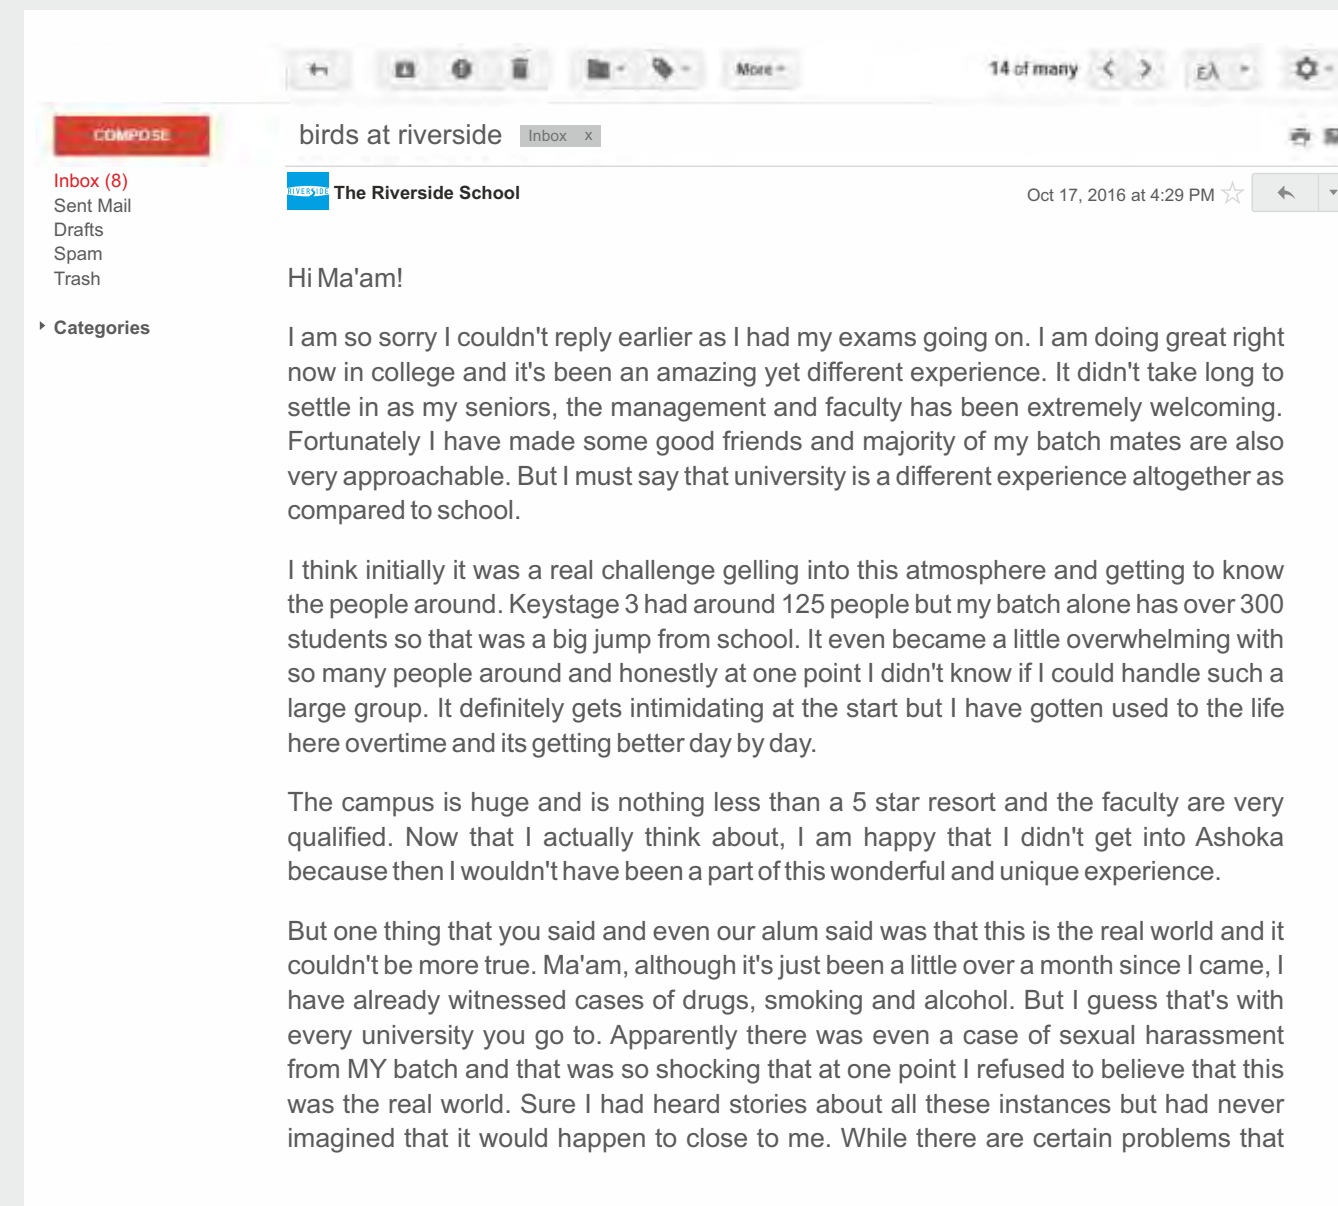 More
14 of many
ελ
COMPOSE
birds at riverside Inbox x
Inbox (8)
RIVERSIDE The Riverside School Oct 17, 2016 at 4:29 PM
Sent Mail
Drafts
Spam
Trash
Categories
Hi Ma'am!
I am so sorry I couldn't reply earlier as I had my exams going on. I am doing great right
now in college and it's been an amazing yet different experience. It didn't take long to
settle in as my seniors, the management and faculty has been extremely welcoming.
Fortunately I have made some good friends and majority of my batch mates are also
very approachable. But I must say that university is a different experience altogether as
compared to school.
I think initially it was a real challenge gelling into this atmosphere and getting to know
the people around. Keystage 3 had around 125 people but my batch alone has over 300
students so that was a big jump from school. It even became a little overwhelming with
so many people around and honestly at one point I didn't know if I could handle such a
large group. It definitely gets intimidating at the start but I have gotten used to the life
here overtime and its getting better day by day.
The campus is huge and is nothing less than a 5 star resort and the faculty are very
qualified. Now that I actually think about, I am happy that I didn't get into Ashoka
because then I wouldn't have been a part of this wonderful and unique experience.
But one thing that you said and even our alum said was that this is the real world and it
couldn't be more true. Ma'am, although it's just been a little over a month since I came, I
have already witnessed cases of drugs, smoking and alcohol. But I guess that's with
every university you go to. Apparently there was even a case of sexual harassment
from MY batch and that was so shocking that at one point I refused to believe that this
was the real world. Sure I had heard stories about all these instances but had never
imagined that it would happen to close to me. While there are certain problems that